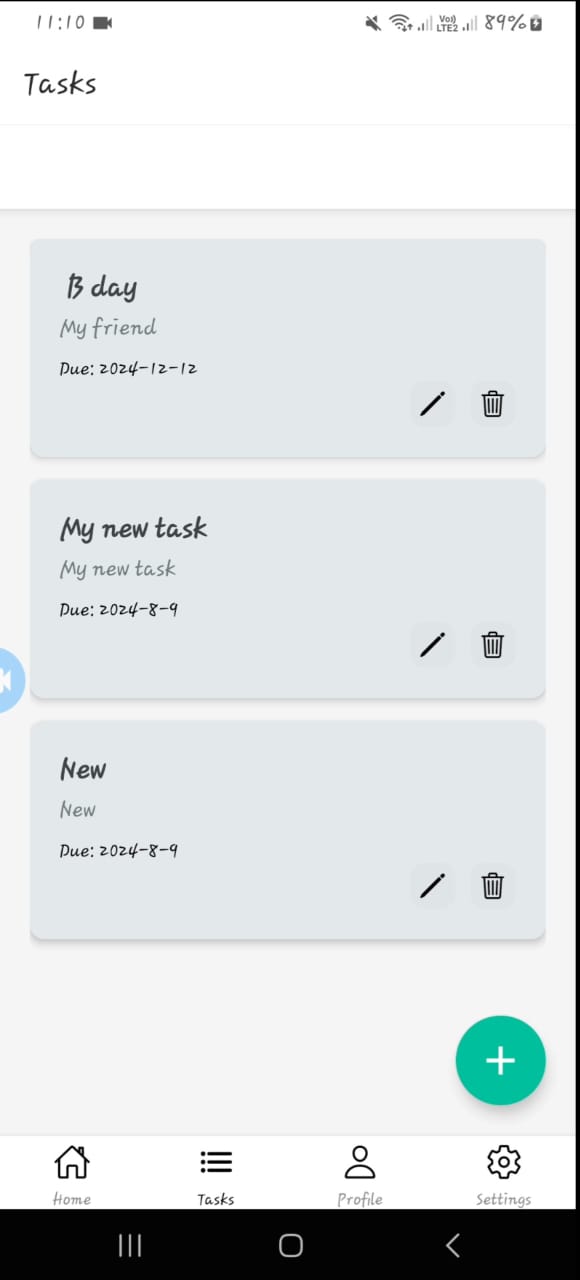 11:10
Vo))
LTE2
89%
Tasks
B day
My friend
Due: 2024-12-12
My new task
My new task
Due: 2024-8-9
New
New
Due: 2024-8-9
Home
Tasks
Profile
Settings